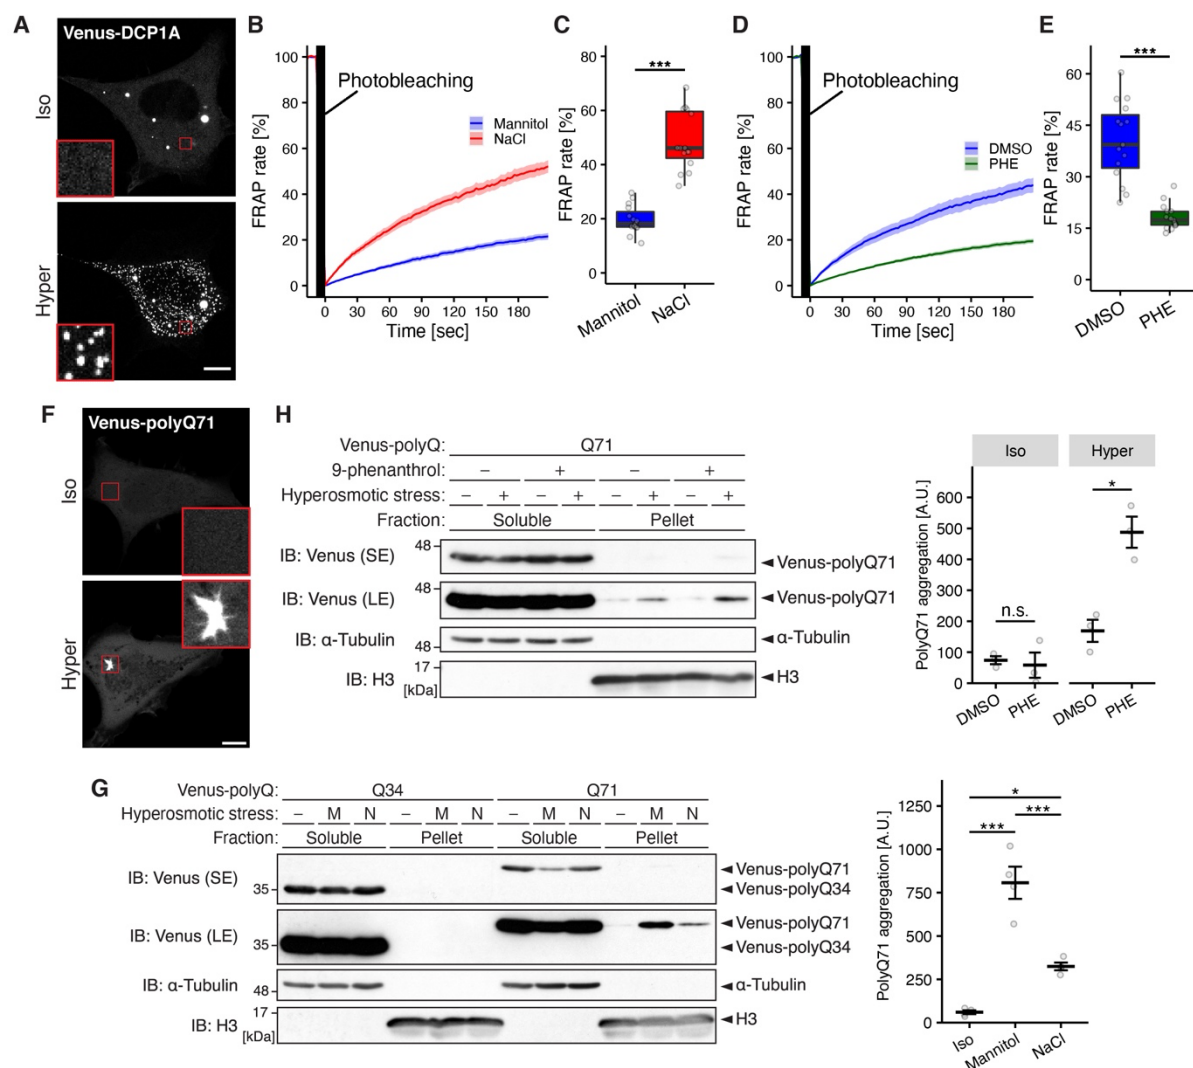 A
Venus-DCP1A
Iso
Hyper
B
100
80
60
40
20
0
FRAP rate [%]
Photobleaching
Mannitol
NaCl
0 30 60 90 120 150 180
Time [sec]
C
80
60
40
20
0
FRAP rate [%]
***
Mannitol
NaCl
D
100
80
60
40
20
0
FRAP rate [%]
Photobleaching
DMSO
PHE
0 30 60 90 120 150 180
Time [sec]
E
60
45
30
15
0
FRAP rate [%]
***
DMSO
PHE
F
Venus-polyQ71
Iso
Hyper
H
Venus-polyQ: Q71
9-phenanthrol: – + – +
Hyperosmotic stress: – + – + – + – +
Fraction: Soluble Pellet
IB: Venus (SE) 48 Venus-polyQ71
IB: Venus (LE) 48 Venus-polyQ71
IB: α-Tubulin 48 α-Tubulin
IB: H3 17 H3
[kDa]
Iso Hyper
600
500
400
300
200
100
0
PolyQ71 aggregation [A.U.]
n.s.
*
DMSO
PHE
DMSO
PHE
G
Venus-polyQ: Q34 Q71
Hyperosmotic stress: – M N – M N – M N – M N
Fraction: Soluble Pellet Soluble Pellet
IB: Venus (SE) 35 Venus-polyQ71
Venus-polyQ34
IB: Venus (LE) 35 Venus-polyQ71
Venus-polyQ34
IB: α-Tubulin 48 α-Tubulin
IB: H3 17 H3
[kDa]
1250
1000
750
500
250
0
PolyQ71 aggregation [A.U.]
*
***
***
Iso
Mannitol
NaCl